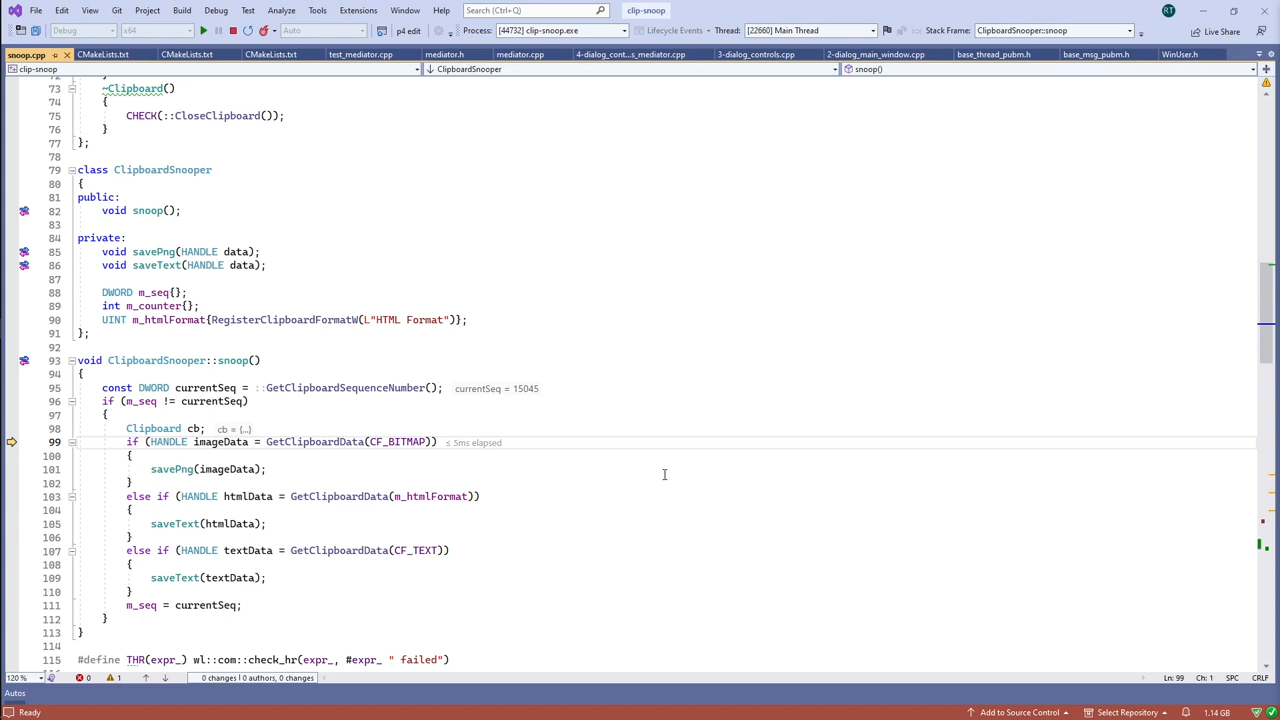 File Edit View Git Project Build Debug Test Analyze Tools Extensions Window Help Search (Ctrl+Q) clip-snoop RT
Debug x64 Auto p4 edit Process: [44732] clip-snoop.exe Lifecycle Events Thread: [22660] Main Thread Stack Frame: ClipboardSnooper::snoop Live Share
snoop.cpp CMakeLists.txt CMakeLists.txt CMakeLists.txt test_mediator.cpp mediator.h mediator.cpp 4-dialog_cont...s_mediator.cpp 3-dialog_controls.cpp 2-dialog_main_window.cpp base_thread_pubm.h base_msg_pubm.h WinUser.h
clip-snoop ClipboardSnooper snoop()
72 }
73 ~Clipboard()
74 {
75 CHECK(::CloseClipboard());
76 }
77 };
78
79 class ClipboardSnooper
80 {
81 public:
82 void snoop();
83
84 private:
85 void savePng(HANDLE data);
86 void saveText(HANDLE data);
87
88 DWORD m_seq{};
89 int m_counter{};
90 UINT m_htmlFormat{RegisterClipboardFormatW(L"HTML Format")};
91 };
92
93 void ClipboardSnooper::snoop()
94 {
95 const DWORD currentSeq = ::GetClipboardSequenceNumber(); currentSeq = 15045
96 if (m_seq != currentSeq)
97 {
98 Clipboard cb; cb = {...}
99 if (HANDLE imageData = GetClipboardData(CF_BITMAP)) ≤ 5ms elapsed
100 {
101 savePng(imageData);
102 }
103 else if (HANDLE htmlData = GetClipboardData(m_htmlFormat))
104 {
105 saveText(htmlData);
106 }
107 else if (HANDLE textData = GetClipboardData(CF_TEXT))
108 {
109 saveText(textData);
110 }
111 m_seq = currentSeq;
112 }
113 }
114
115 #define THR(expr_) wl::com::check_hr(expr_, #expr_ " failed")
120 % 0 1 0 changes | 0 authors, 0 changes Ln: 99 Ch: 1 SPC CRLF
Autos
Ready Add to Source Control Select Repository 1.14 GB